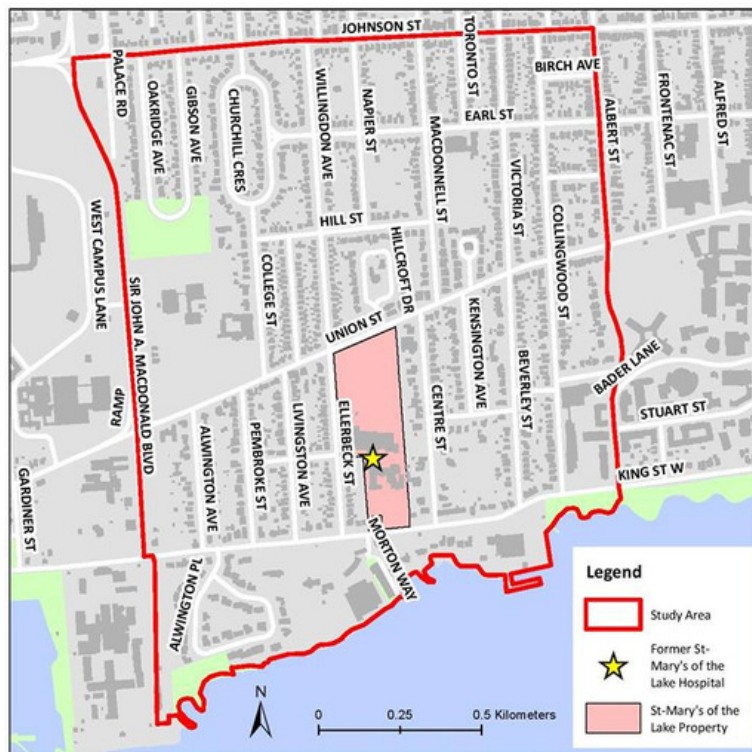 JOHNSON ST
TORONTO ST
PALACE RD
OAKRIDGE AVE
GIBSON AVE
CHURCHILL CRES
WILLINGDON AVE
NAPIER ST
BIRCH AVE
EARL ST
MACDONNELL ST
VICTORIA ST
ALBERT ST
FRONTENAC ST
ALFRED ST
WEST CAMPUS LANE
SIR JOHN A. MACDONALD BLVD
HILL ST
COLLEGE ST
HILLCROFT DR
COLLINGWOOD ST
UNION ST
KENSINGTON AVE
BEVERLEY ST
BADER LANE
RAMP
STUART ST
ALWINGTON AVE
PEMBROKE ST
LIVINGSTON AVE
ELLERBECK ST
CENTRE ST
GARDINER ST
KING ST W
MORTON WAY
ALWINGTON PL
N
0 0.25 0.5 Kilometers
Legend
Study Area
Former St-
Mary's of the
Lake Hospital
St-Mary's of the
Lake Property